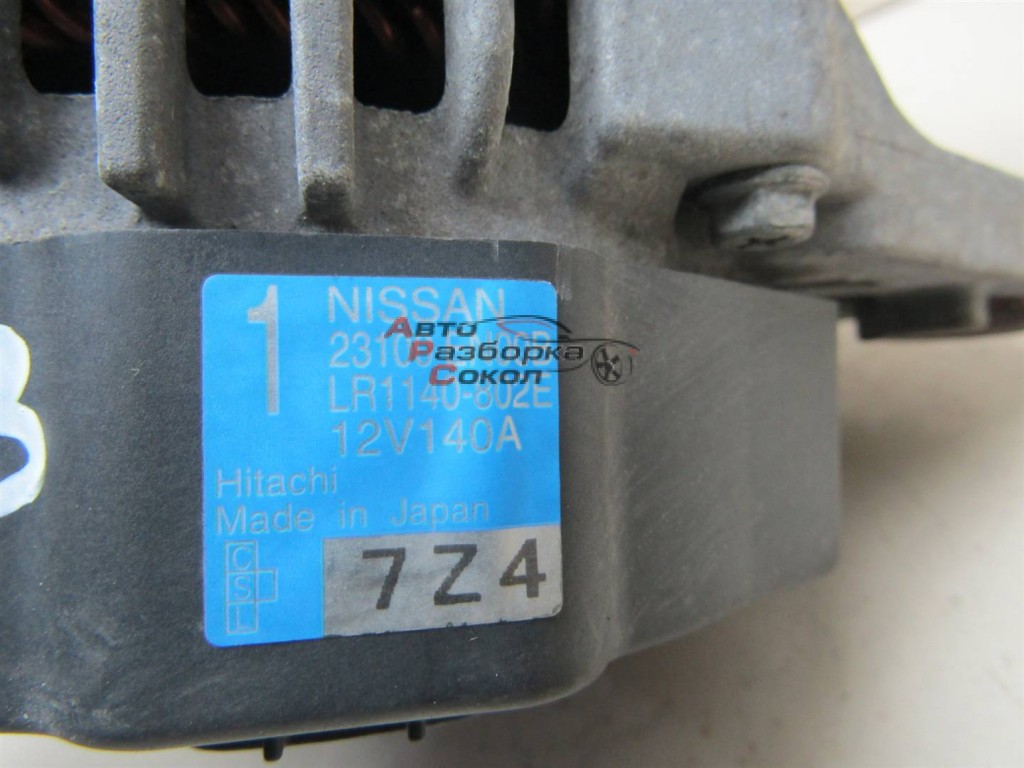 1
NISSAN
LR1140-802E
12V140A
Hitachi
Made in Japan
C
S
L
7Z4
Авто
Разборка
Сокол